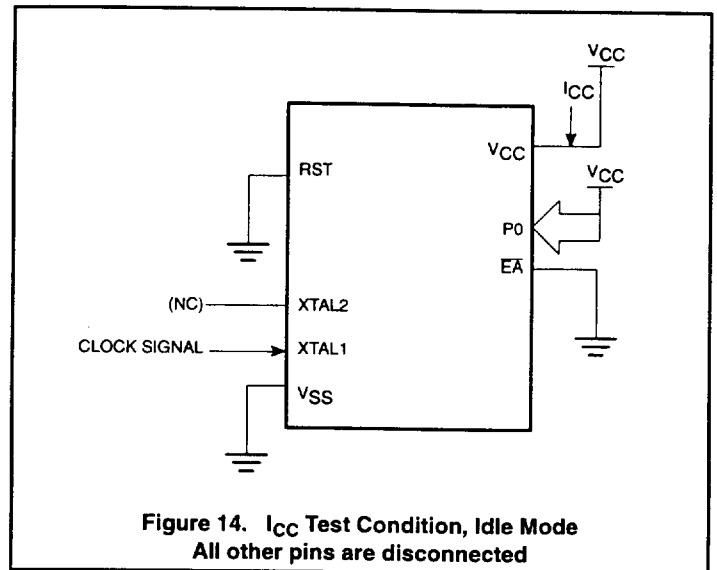 VCC
ICC
VCC
RST
VCC
P0
EA
(NC)
XTAL2
CLOCK SIGNAL
XTAL1
VSS
Figure 14. ICC Test Condition, Idle Mode
All other pins are disconnected